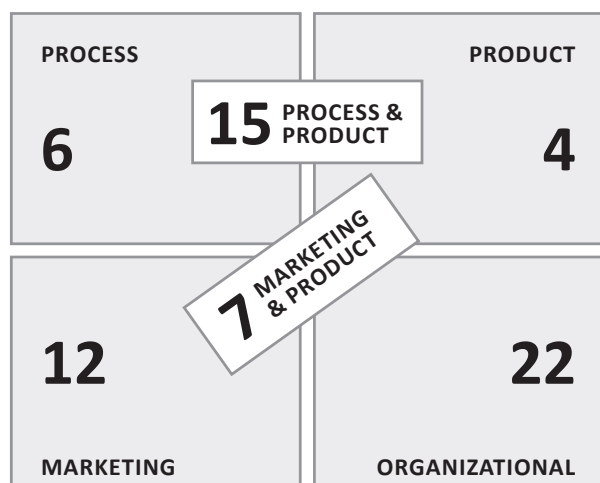 PROCESS
PRODUCT
15 PROCESS &
PRODUCT
6
4
7 MARKETING
& PRODUCT
12
22
MARKETING
ORGANIZATIONAL